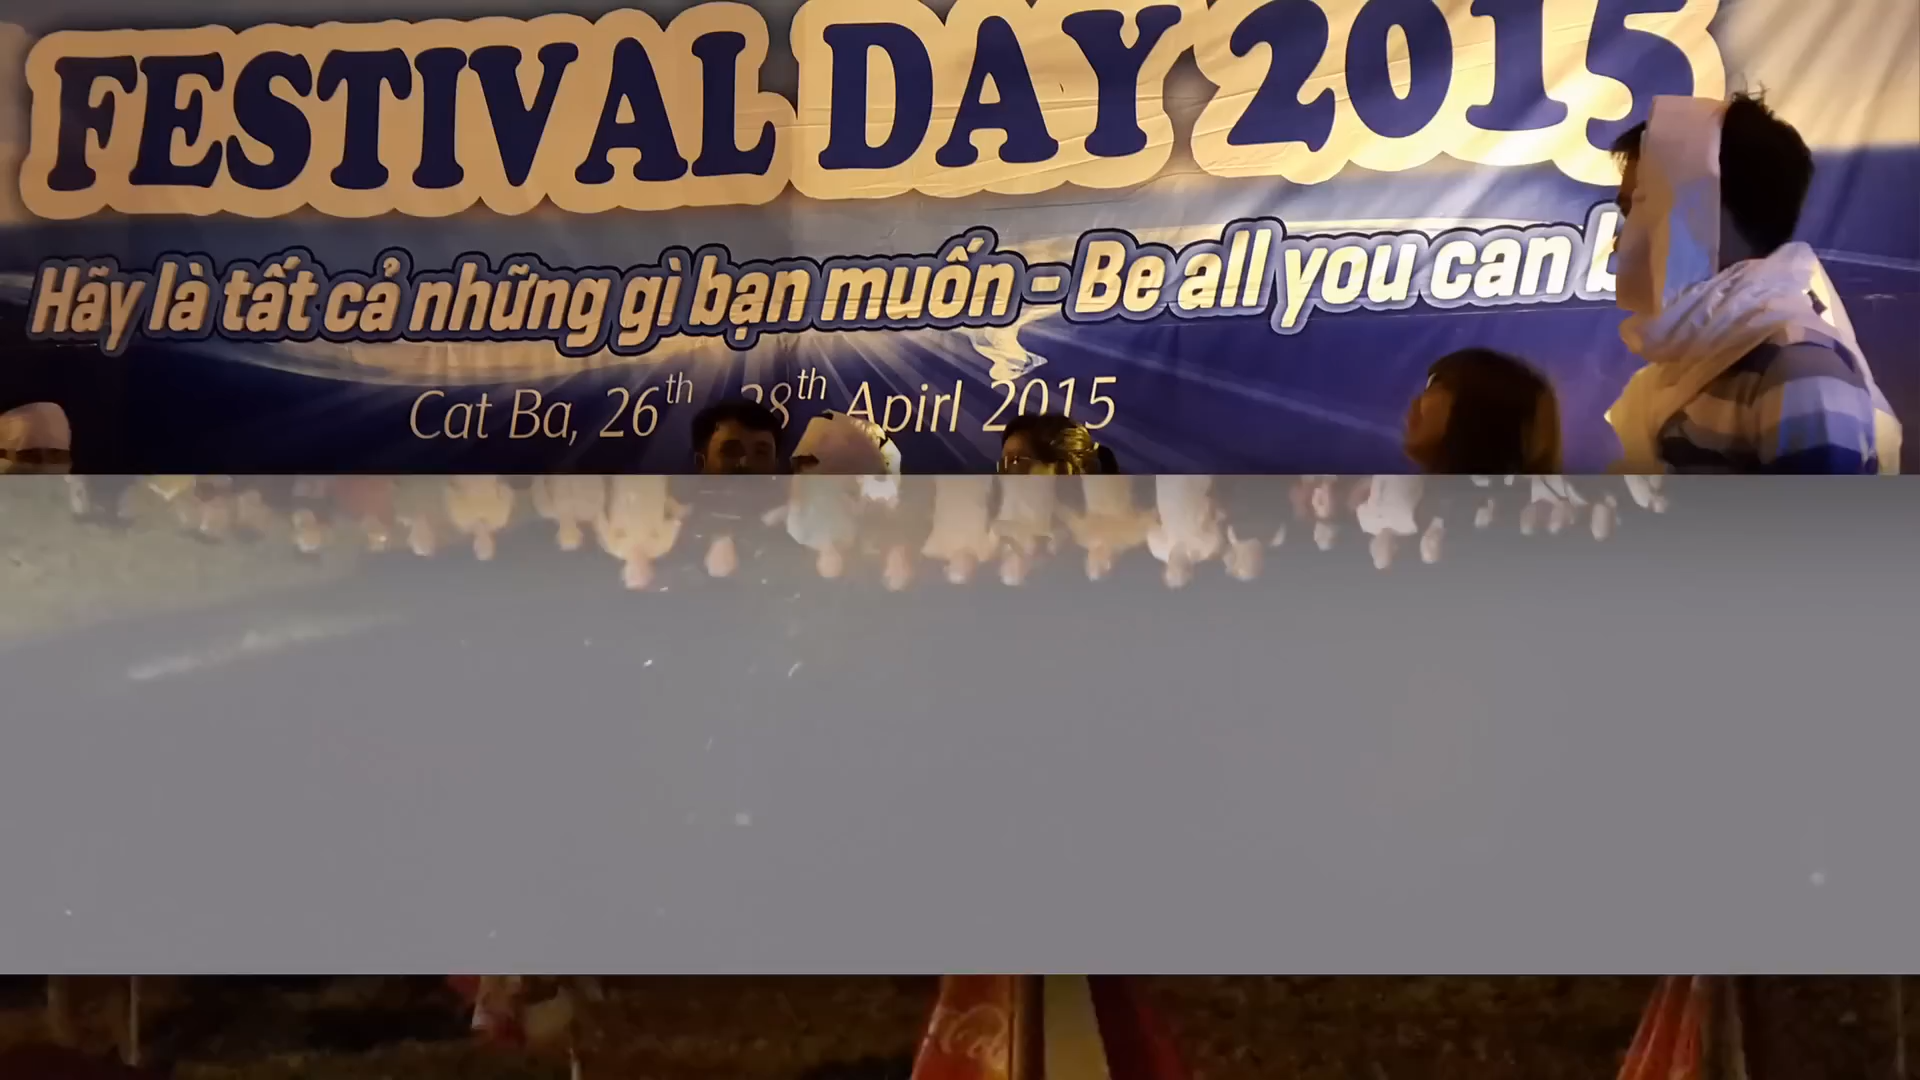 FESTIVAL DAY 2015
Hãy là tất cả những gì bạn muốn - Be all you can
Cat Ba, 26th 28th Apirl 2015